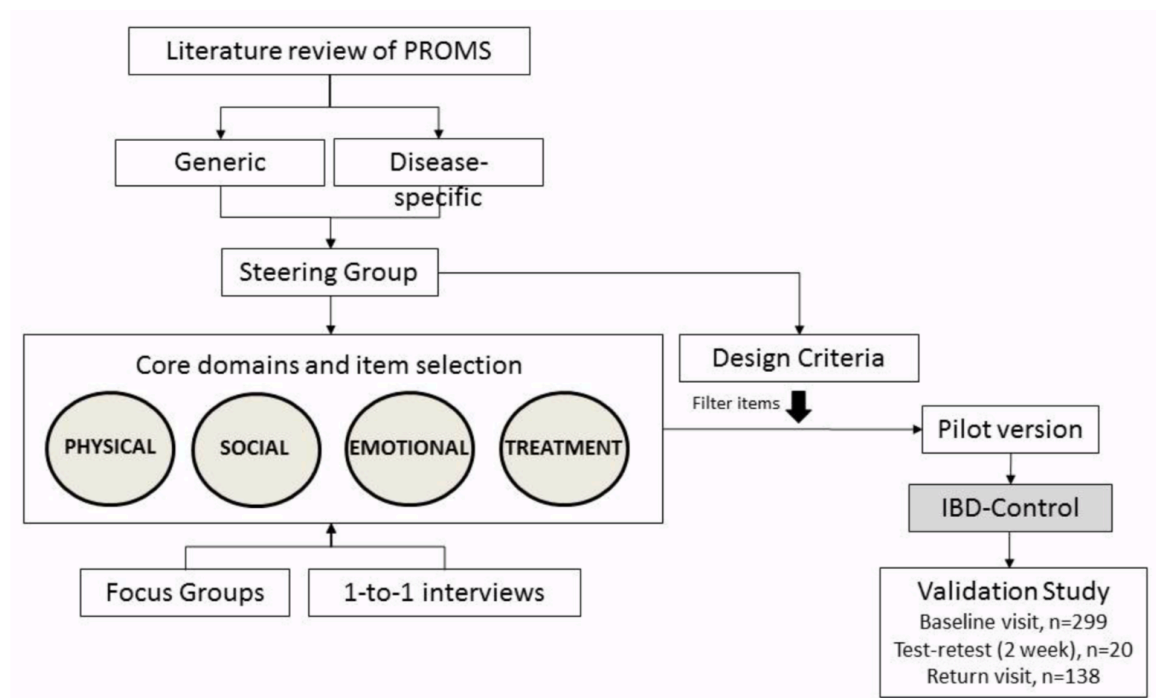 Literature review of PROMS
Generic
Disease-
specific
Steering Group
Core domains and item selection
PHYSICAL
SOCIAL
EMOTIONAL
TREATMENT
Design Criteria
Filter items
Pilot version
IBD-Control
Focus Groups
1-to-1 interviews
Validation Study
Baseline visit, n=299
Test-retest (2 week), n=20
Return visit, n=138